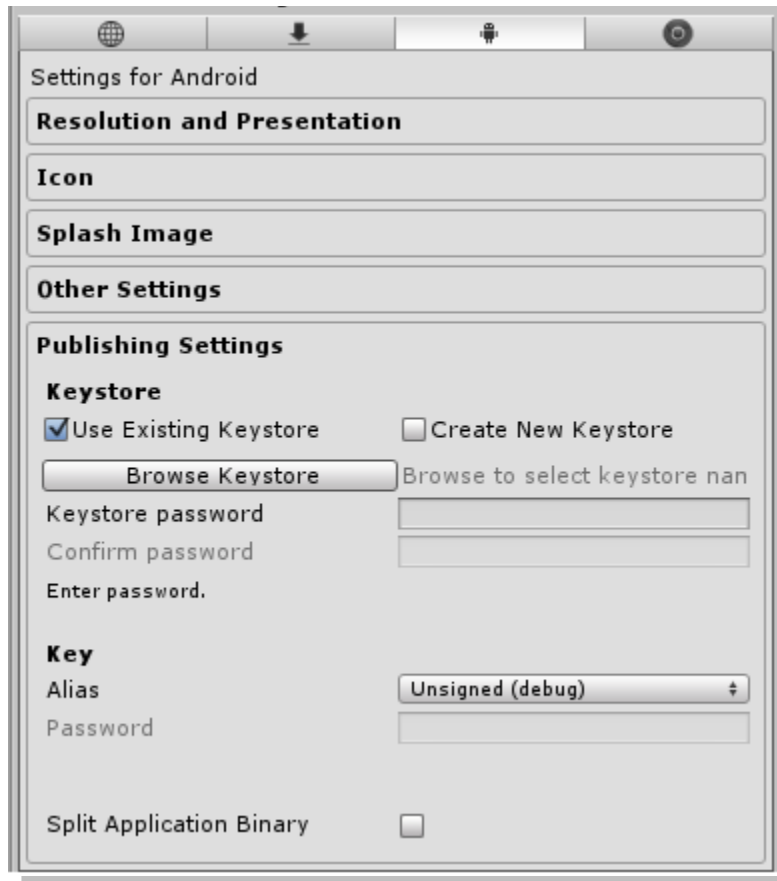 Settings for Android
Resolution and Presentation
Icon
Splash Image
Other Settings
Publishing Settings
Keystore
Use Existing Keystore Create New Keystore
Browse Keystore Browse to select keystore nan
Keystore password
Confirm password
Enter password.
Key
Alias Unsigned (debug)
Password
Split Application Binary